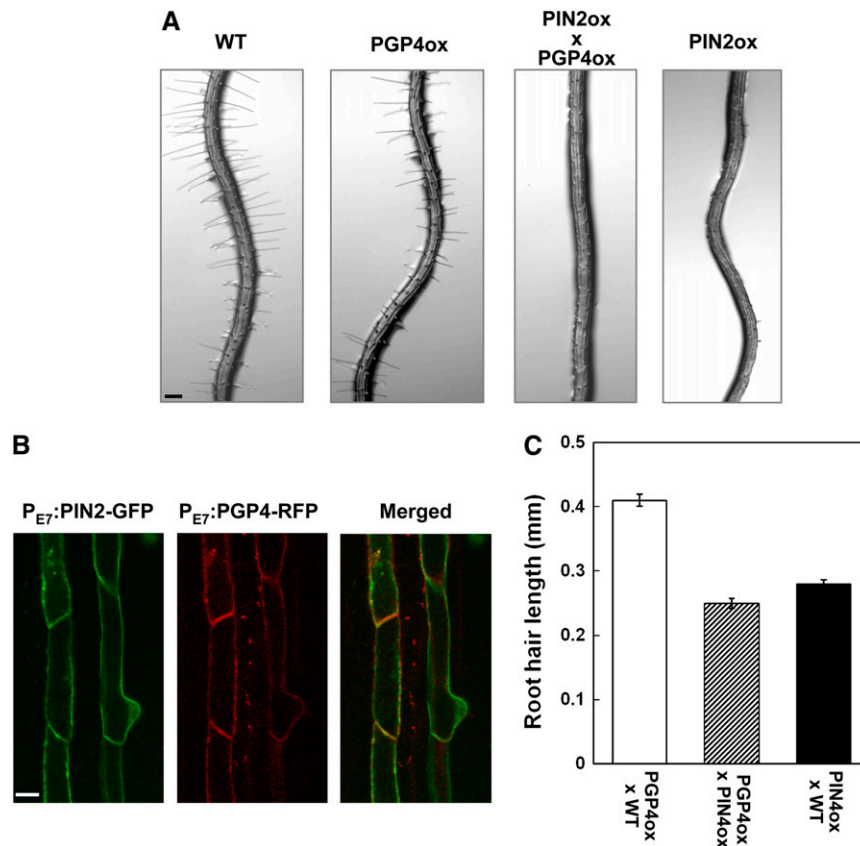 A
WT
PGP4ox
PIN2ox
x
PGP4ox
PIN2ox
B
PE7:PIN2-GFP
PE7:PGP4-RFP
Merged
C
0.5
0.4
0.3
0.2
0.1
0
Root hair length (mm)
PGP4ox
x WT
PGP4ox
x PIN4ox
PIN4ox
x WT